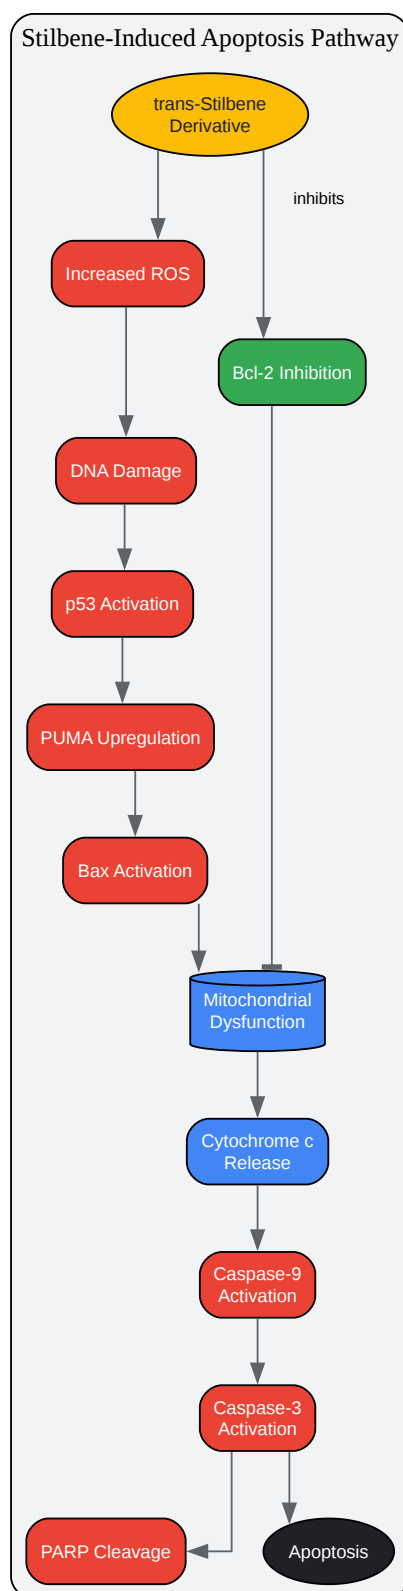 Stilbene-Induced Apoptosis Pathway
trans-Stilbene
Derivative
inhibits
Increased ROS
Bcl-2 Inhibition
DNA Damage
p53 Activation
PUMA Upregulation
Bax Activation
Mitochondrial
Dysfunction
Cytochrome c
Release
Caspase-9
Activation
Caspase-3
Activation
PARP Cleavage
Apoptosis